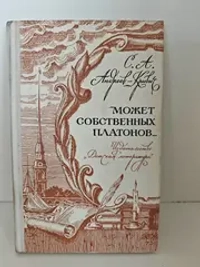 С. А.
Андреев-Кривич
"МОЖЕТ
СОБСТВЕННЫХ
ПЛАТОНОВ...
Издательство
„Детская литература"